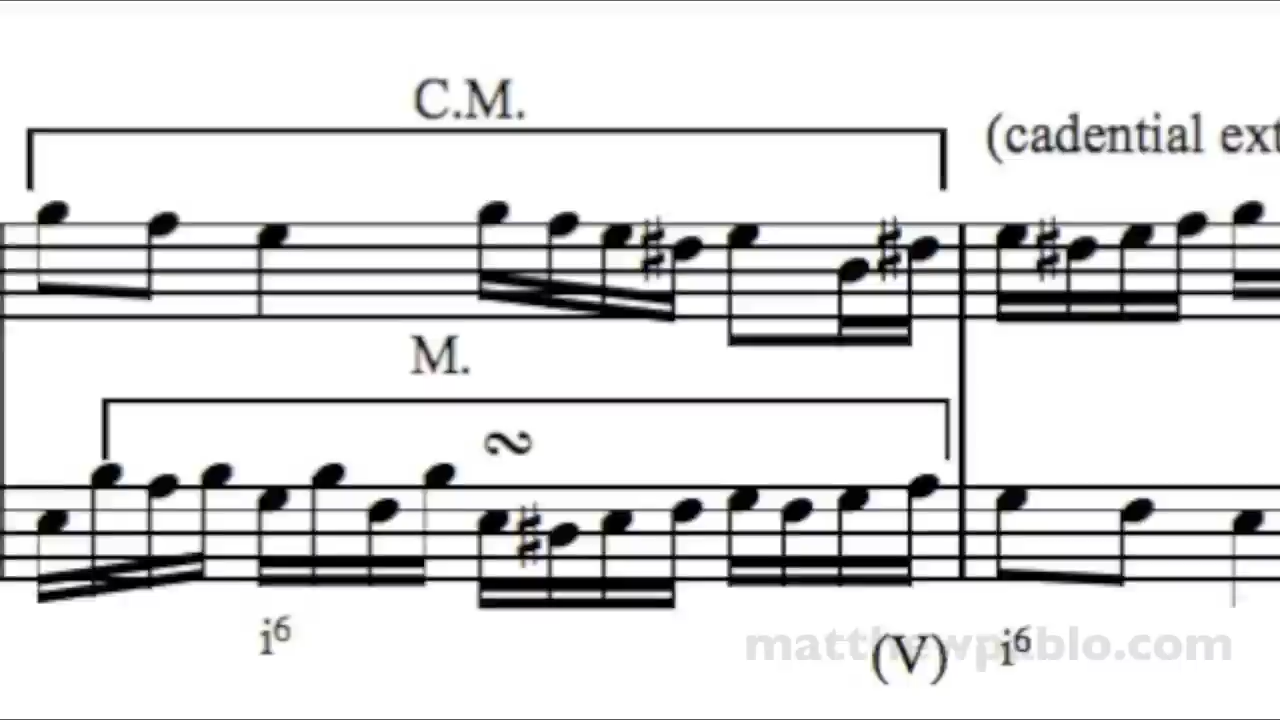 C.M.
(cadential ext
M.
i6
(V) i6
matthewpablo.com